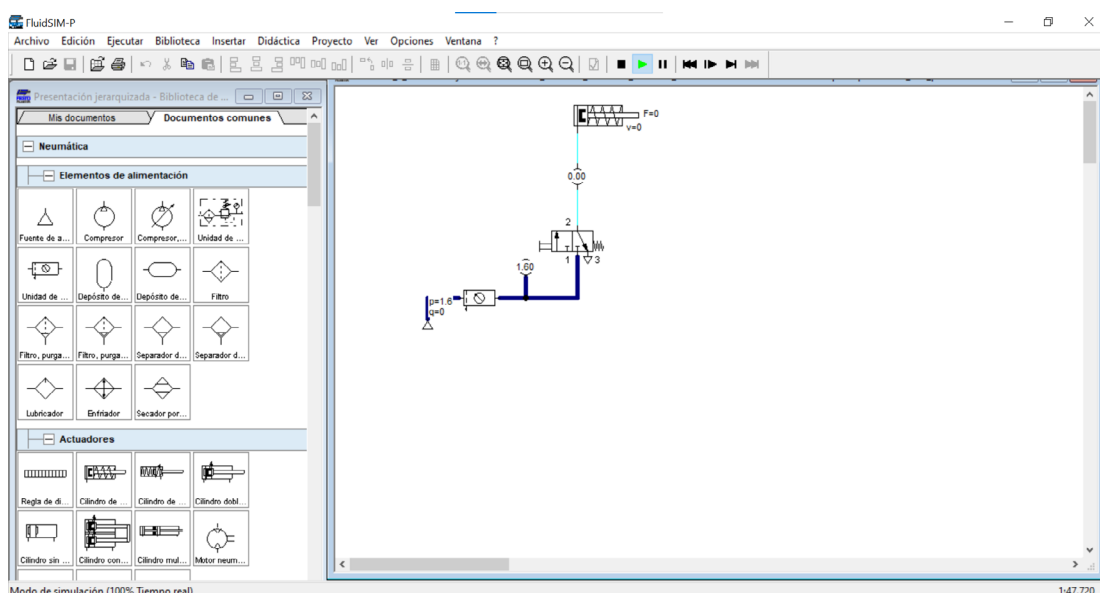 FluidSIM-P
Archivo Edición Ejecutar Biblioteca Insertar Didáctica Proyecto Ver Opciones Ventana ?
Presentación jerarquizada - Biblioteca de ...
Mis documentos Documentos comunes
Neumática
Elementos de alimentación
Fuente de a... Compresor Compresor,... Unidad de ...
Unidad de ... Depósito de... Depósito de... Filtro
Filtro, purga... Filtro, purga... Separador d... Separador d...
Lubricador Enfriador Secador por...
Actuadores
Regla de di... Cilindro de ... Cilindro de ... Cilindro dobl...
Cilindro sin ... Cilindro con... Cilindro mul... Motor neum...
F=0
v=0
0.00
2
1 3
1.60
p=1.6
q=0
Modo de simulación (100% Tiempo real) 1:47.720